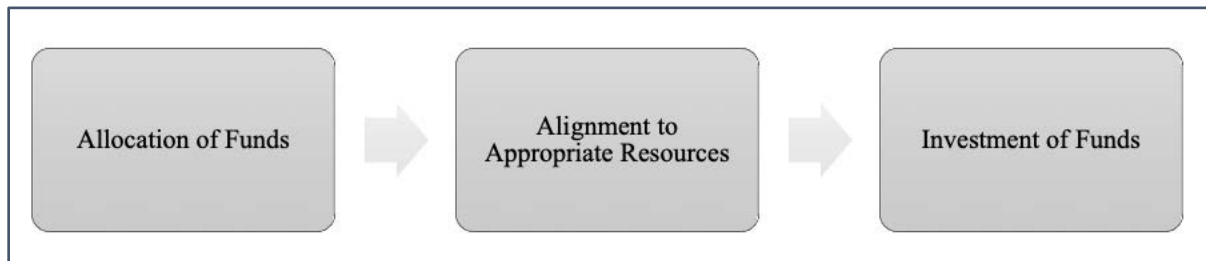 Allocation of Funds
Alignment to
Appropriate Resources
Investment of Funds